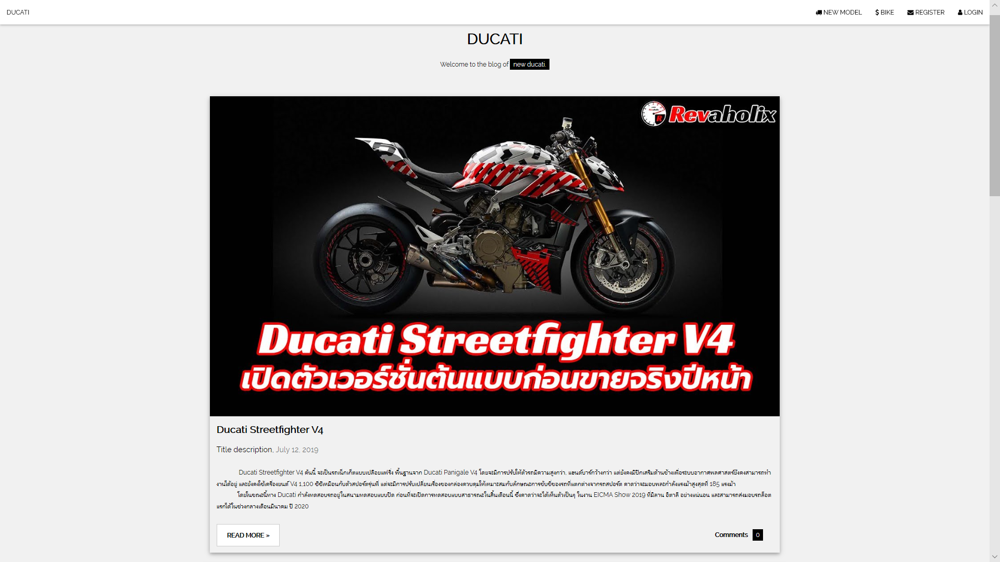 DUCATI
NEW MODEL
BIKE
REGISTER
LOGIN
DUCATI
Welcome to the blog of new ducati.
Revaholix
Ducati Streetfighter V4
เปิดตัวเวอร์ชั่นต้นแบบก่อนขายจริงปีหน้า
Ducati Streetfighter V4
Title description, July 12, 2019
Ducati Streetfighter V4 คันนี้ จะเป็นรถเน็กเก็ตแบบเปลือยแฟริ่ง พื้นฐานจาก Ducati Panigale V4 โดยจะมีการปรับให้ตัวรถมีความสูงกว่า, แฮนด์บาร์กว้างกว่า แต่ยังคงมีปีกเสริมด้านข้างเพื่อระบบอากาศพลศาสตร์ยังคงสามารถทำ
งานได้อยู่ และยังคงใช้เครื่องยนต์ V4 1,100 ซีซีเหมือนกับตัวสปอร์ตรุ่นพี่ แต่จะมีการปรับเปลี่ยนเรื่องของกล่องควบคุมให้เหมาะสมกับลักษณะการขับขี่ของรถที่แตกต่างจากรถสปอร์ต คาดว่าจะมอบพละกำลังแรงม้าสูงสุดที่ 185 แรงม้า
โดยในขณะนี้ทาง Ducati กำลังทดสอบรถอยู่ในสนามทดสอบแบบปิด ก่อนที่จะเปิดการทดสอบแบบสาธารณะในสิ้นเดือนนี้ ซึ่งคาดว่าจะได้เห็นตัวเป็นๆ ในงาน EICMA Show 2019 ที่มิลาน อิตาลี อย่างแน่นอน และสามารถส่งมอบรถล็อต
แรกได้ในช่วงกลางเดือนมีนาคม ปี 2020
READ MORE »
Comments 0